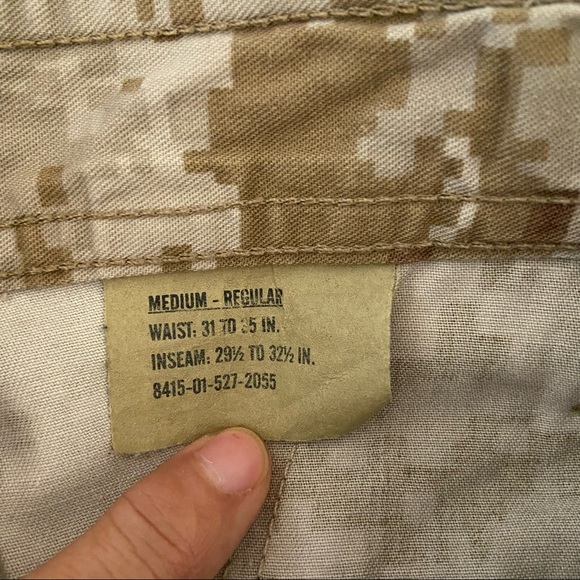 MEDIUM - REGULAR
WAIST: 31 TO 35 IN.
INSEAM: 29½ TO 32½ IN.
8415-01-527-2055